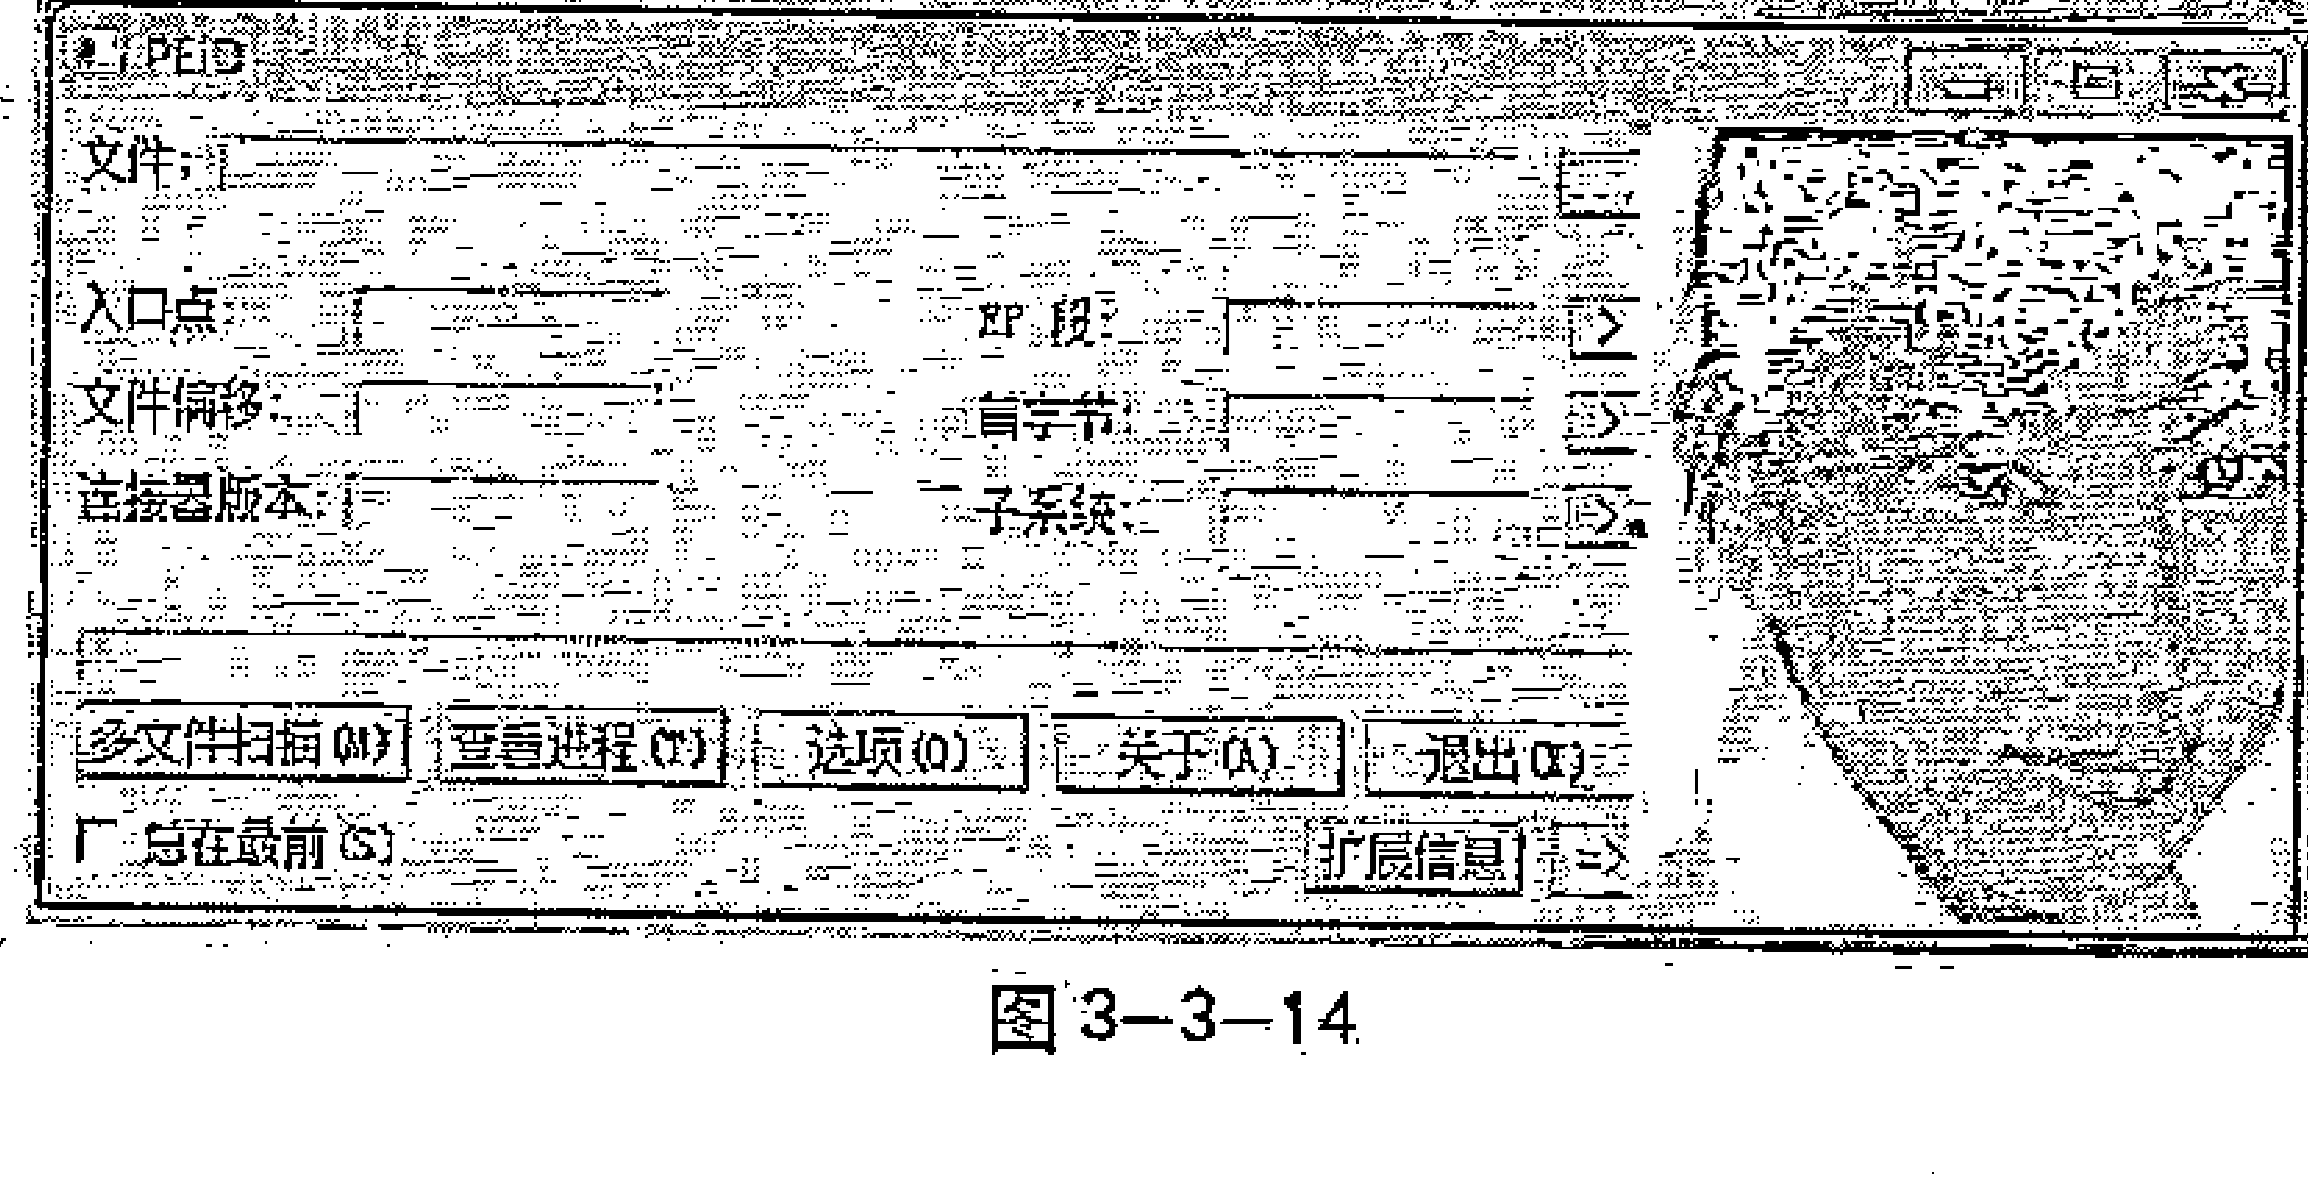 PEiD
文件: ...
入口点: EP 段: >
文件偏移: 首字节: >
连接器版本: 子系统: >
多文件扫描(M) 查看进程(T) 选项(O) 关于(A) 退出(X)
总在最前(S) 扩展信息 =>
图3-3-14